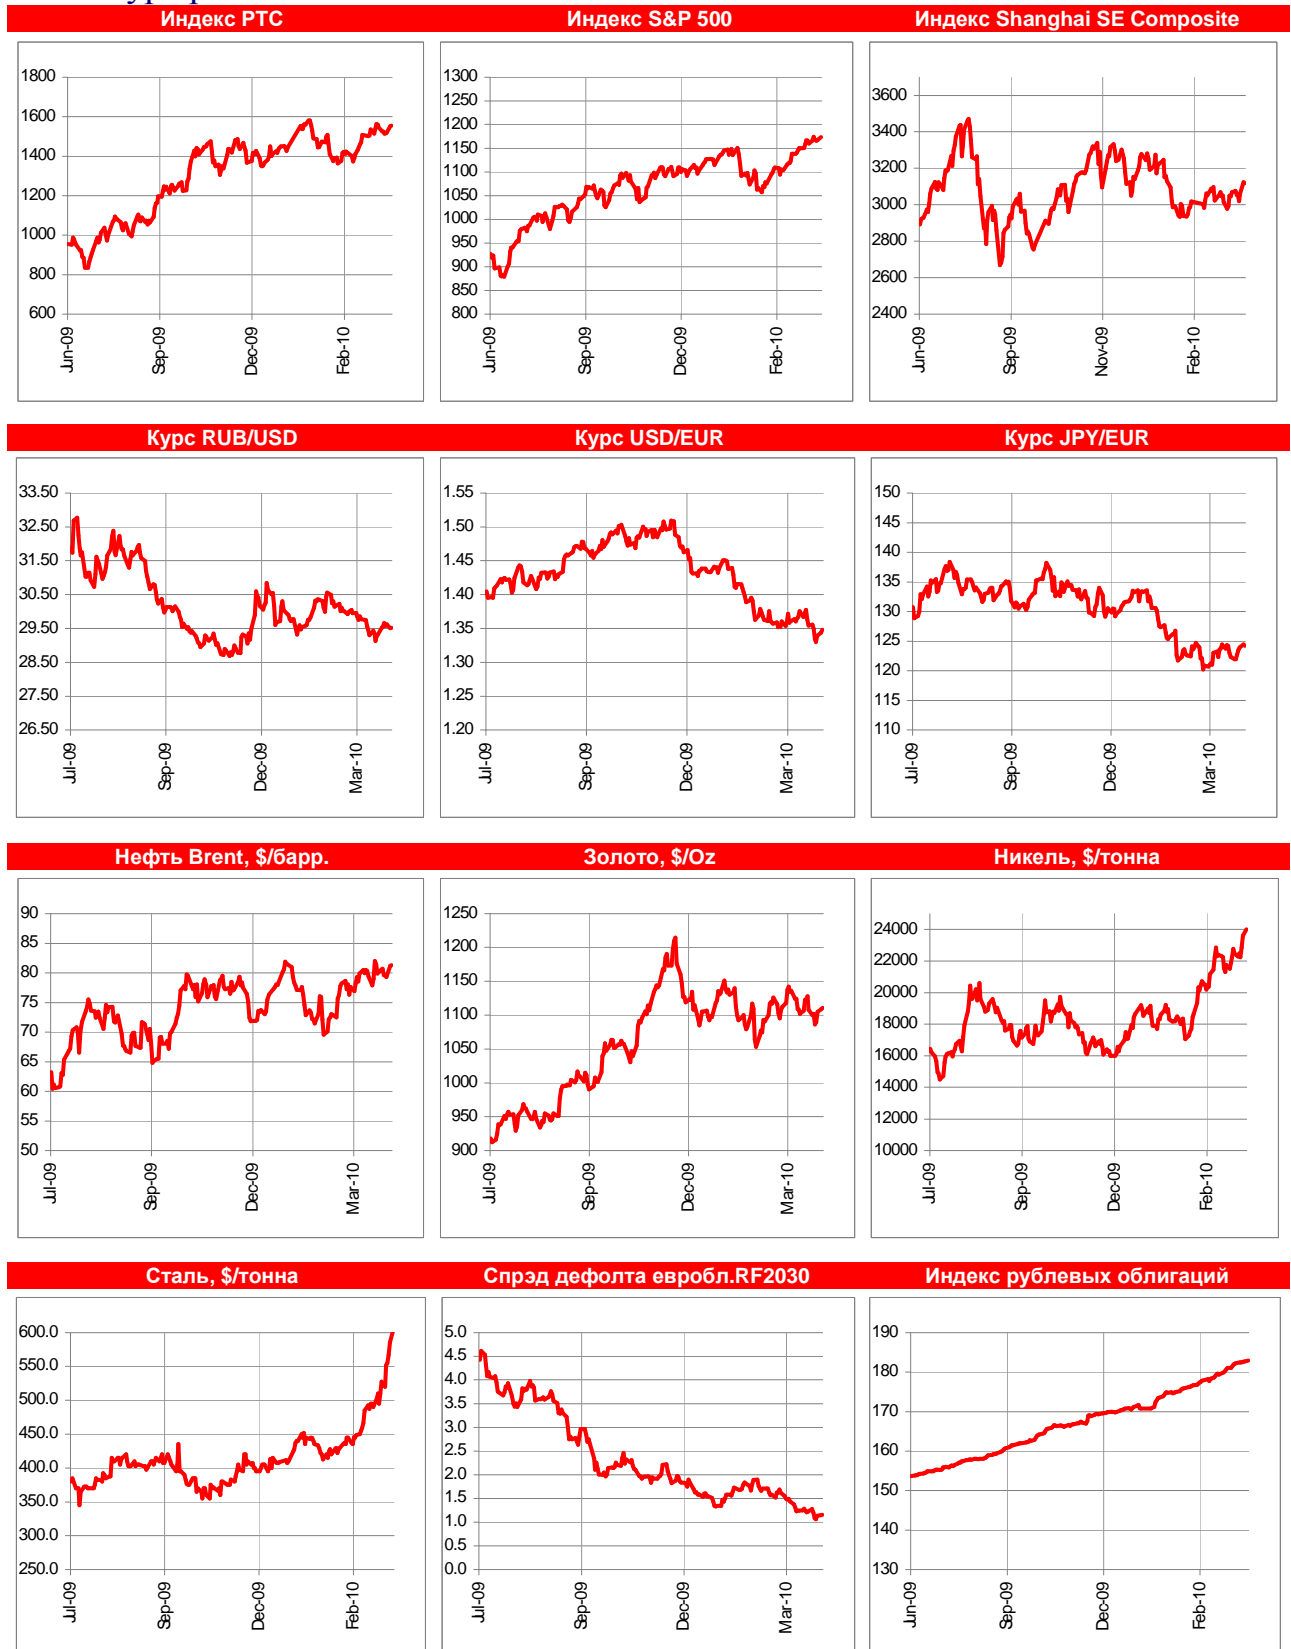 Индекс РТС
Индекс S&P 500
Индекс Shanghai SE Composite
1800
1600
1400
1200
1000
800
600
Jun-09
Sep-09
Dec-09
Feb-10
1300
1250
1200
1150
1100
1050
1000
950
900
850
800
Jun-09
Sep-09
Dec-09
Feb-10
3600
3400
3200
3000
2800
2600
2400
Jun-09
Sep-09
Nov-09
Feb-10
Курс RUB/USD
Курс USD/EUR
Курс JPY/EUR
33.50
32.50
31.50
30.50
29.50
28.50
27.50
26.50
Jul-09
Sep-09
Dec-09
Mar-10
1.55
1.50
1.45
1.40
1.35
1.30
1.25
1.20
Jul-09
Sep-09
Dec-09
Mar-10
150
145
140
135
130
125
120
115
110
Jul-09
Sep-09
Dec-09
Mar-10
Нефть Brent, $/барр.
Золото, $/Oz
Никель, $/тонна
90
85
80
75
70
65
60
55
50
Jul-09
Sep-09
Dec-09
Mar-10
1250
1200
1150
1100
1050
1000
950
900
Jul-09
Sep-09
Dec-09
Mar-10
24000
22000
20000
18000
16000
14000
12000
10000
Jul-09
Sep-09
Dec-09
Feb-10
Сталь, $/тонна
Спрэд дефолта евробл.RF2030
Индекс рублевых облигаций
600.0
550.0
500.0
450.0
400.0
350.0
300.0
250.0
Jul-09
Sep-09
Dec-09
Feb-10
5.0
4.5
4.0
3.5
3.0
2.5
2.0
1.5
1.0
0.5
0.0
Jul-09
Sep-09
Dec-09
Mar-10
190
180
170
160
150
140
130
Jun-09
Sep-09
Dec-09
Feb-10